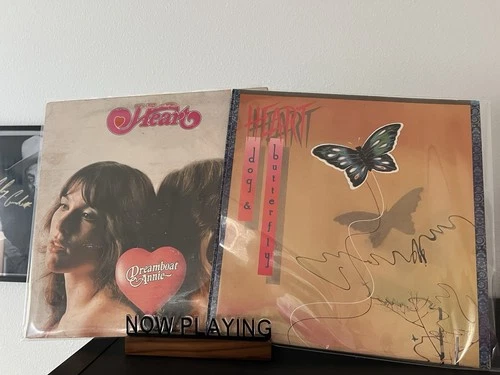 Heart
Dreamboat
Annie
HEART
dog &
butterfly
NOW PLAYING